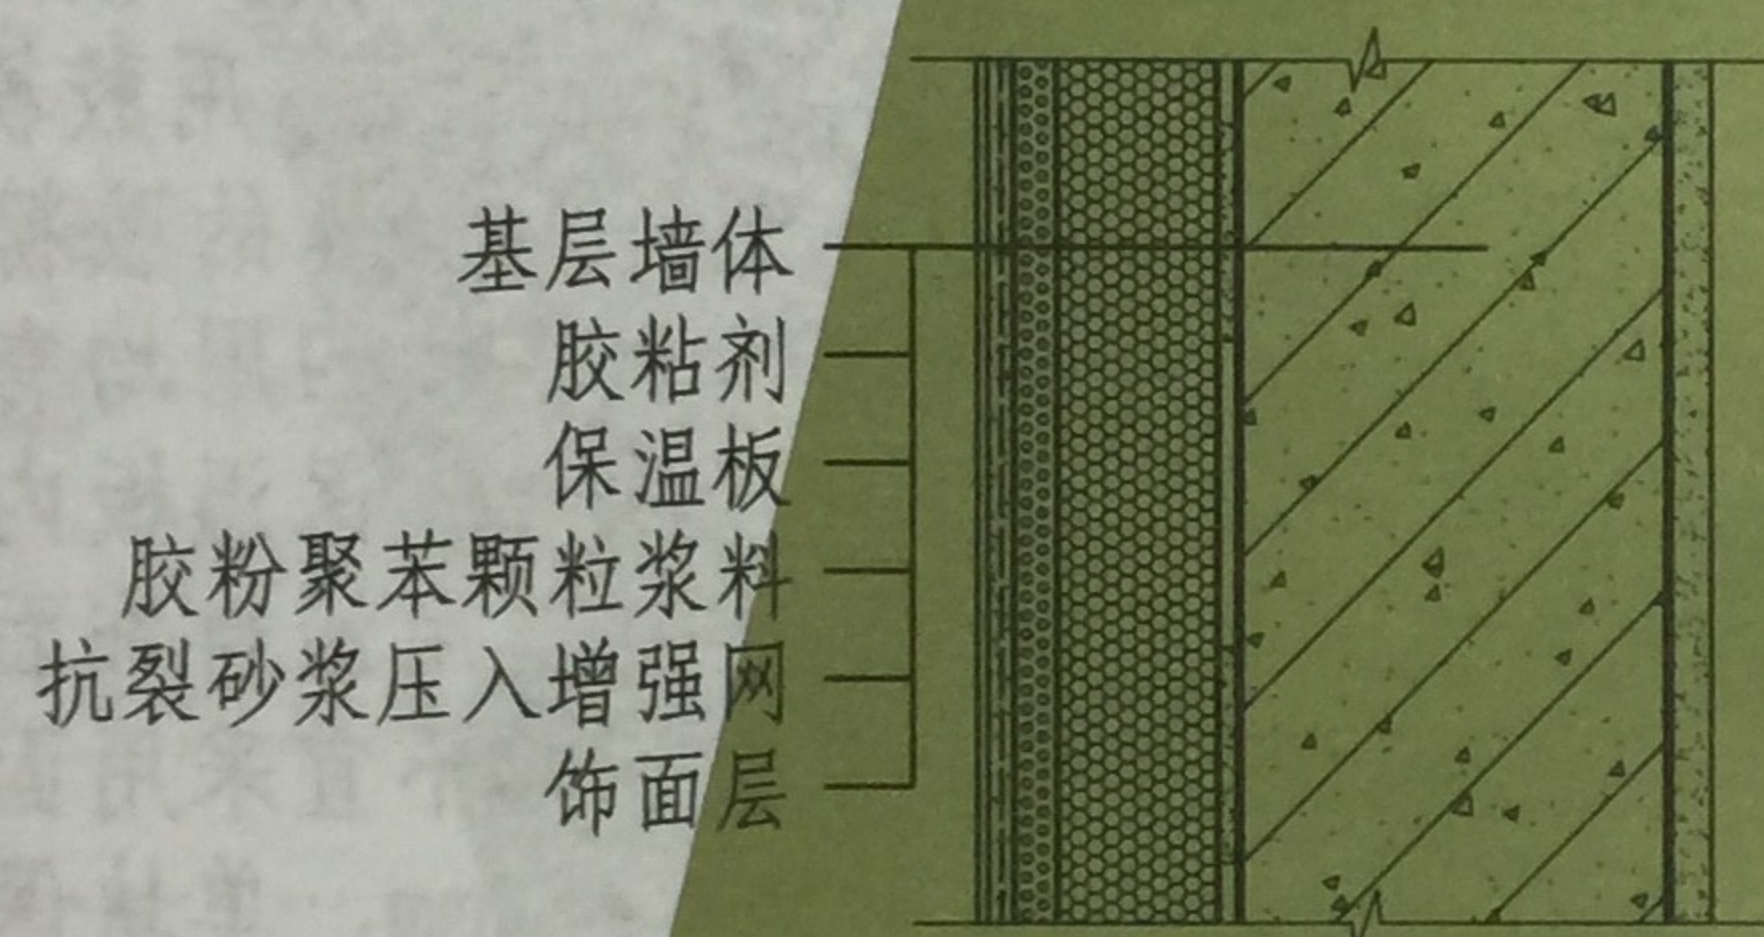 基层墙体
胶粘剂
保温板
胶粉聚苯颗粒浆料
抗裂砂浆压入增强网
饰面层